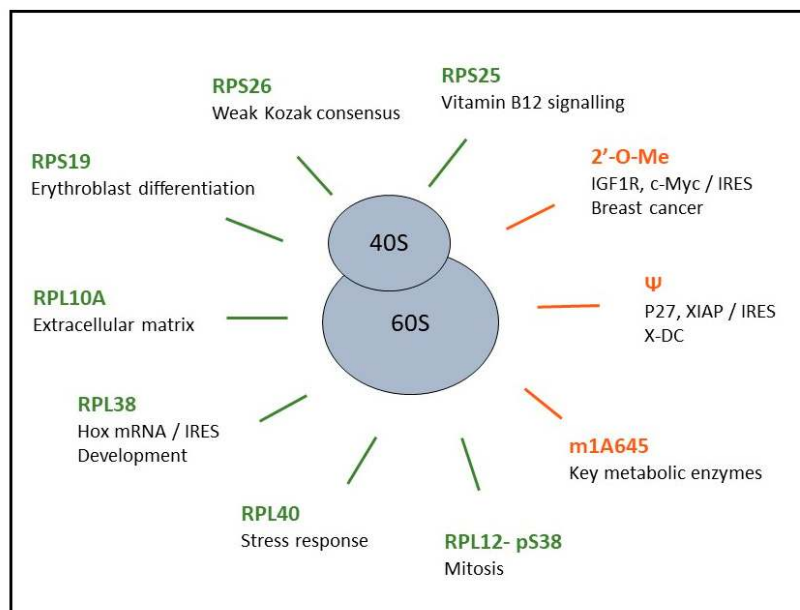 RPS26
Weak Kozak consensus
RPS25
Vitamin B12 signalling
RPS19
Erythroblast differentiation
2’-O-Me
IGF1R, c-Myc / IRES
Breast cancer
40S
RPL10A
Extracellular matrix
60S
Ψ
P27, XIAP / IRES
X-DC
RPL38
Hox mRNA / IRES
Development
m1A645
Key metabolic enzymes
RPL40
Stress response
RPL12- pS38
Mitosis